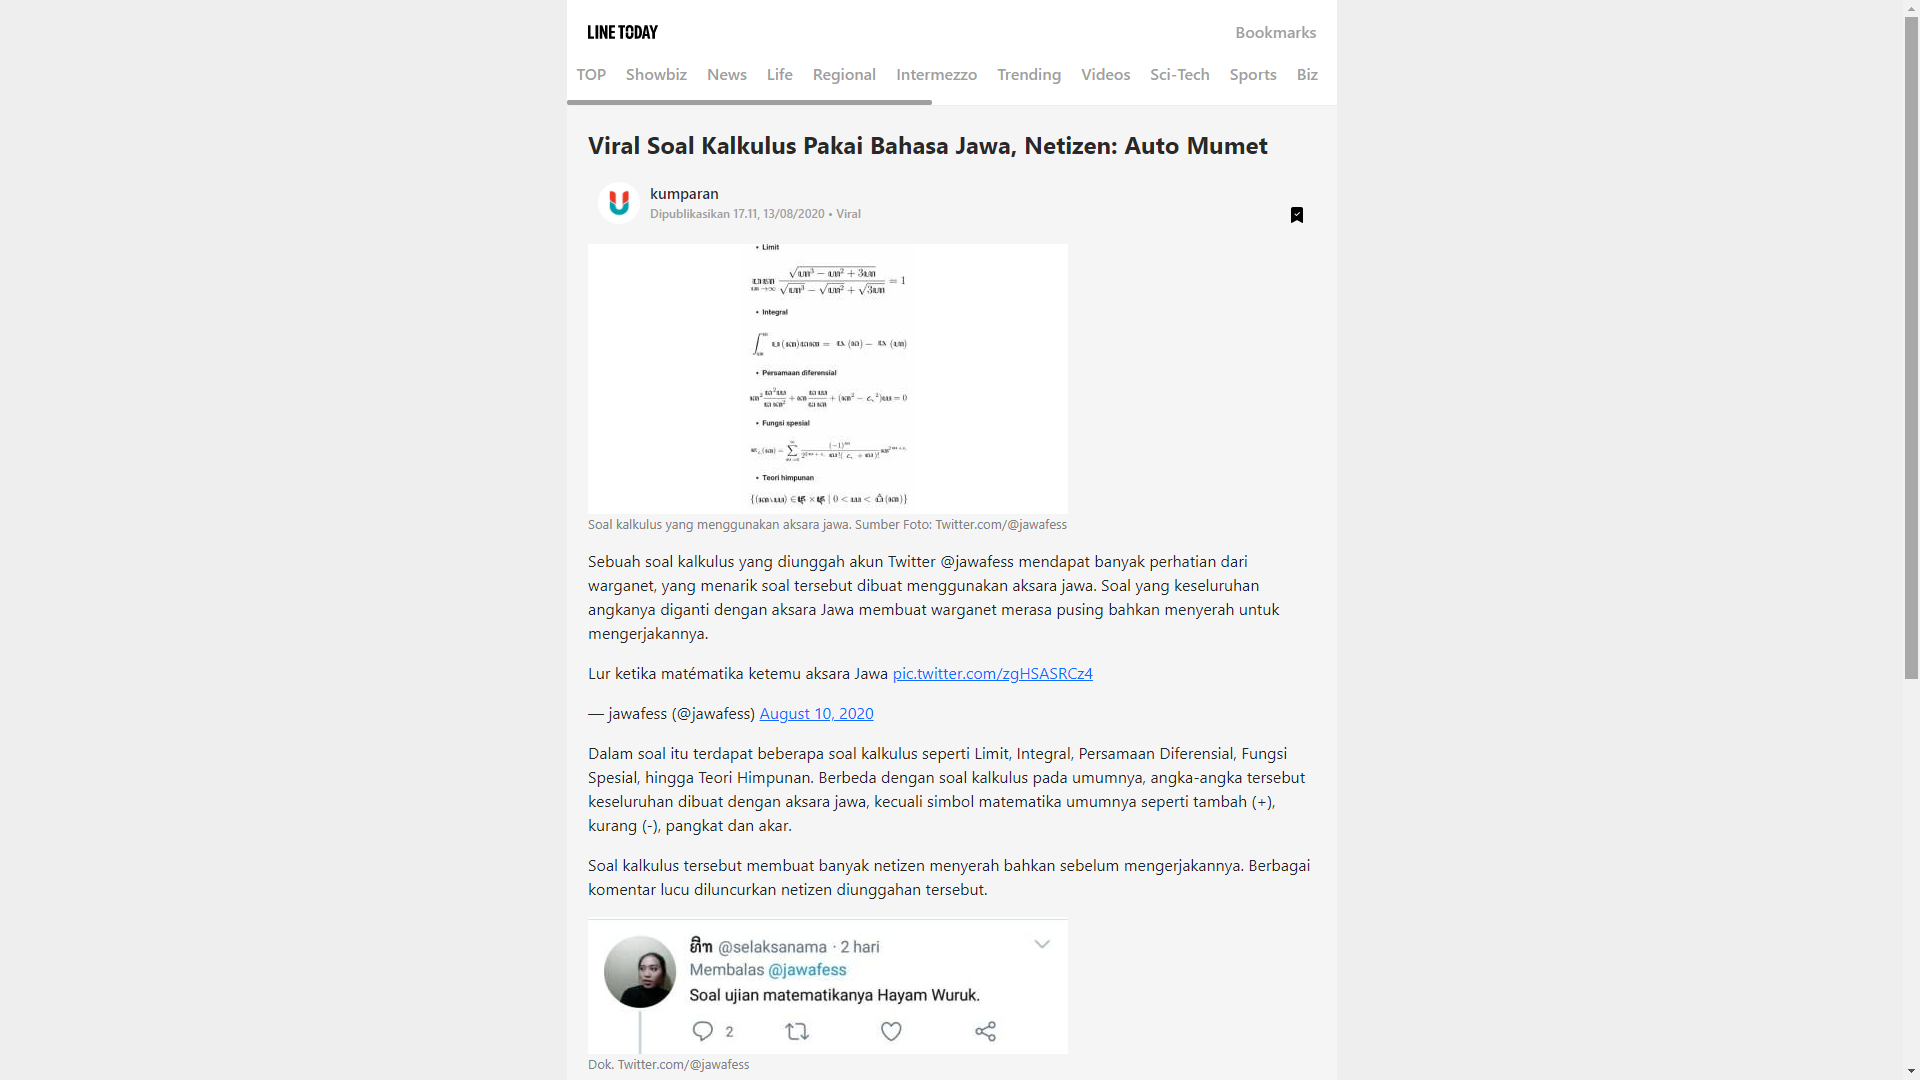 LINE TODAY
Bookmarks
TOP Showbiz News Life Regional Intermezzo Trending Videos Sci-Tech Sports Biz
Viral Soal Kalkulus Pakai Bahasa Jawa, Netizen: Auto Mumet
kumparan
Dipublikasikan 17.11, 13/08/2020 • Viral
• Limit
• Integral
• Persamaan diferensial
• Fungsi spesial
• Teori himpunan
Soal kalkulus yang menggunakan aksara jawa. Sumber Foto: Twitter.com/@jawafess
Sebuah soal kalkulus yang diunggah akun Twitter @jawafess mendapat banyak perhatian dari
warganet, yang menarik soal tersebut dibuat menggunakan aksara jawa. Soal yang keseluruhan
angkanya diganti dengan aksara Jawa membuat warganet merasa pusing bahkan menyerah untuk
mengerjakannya.
Lur ketika matématika ketemu aksara Jawa pic.twitter.com/zgHSASRCz4
— jawafess (@jawafess) August 10, 2020
Dalam soal itu terdapat beberapa soal kalkulus seperti Limit, Integral, Persamaan Diferensial, Fungsi
Spesial, hingga Teori Himpunan. Berbeda dengan soal kalkulus pada umumnya, angka-angka tersebut
keseluruhan dibuat dengan aksara jawa, kecuali simbol matematika umumnya seperti tambah (+),
kurang (-), pangkat dan akar.
Soal kalkulus tersebut membuat banyak netizen menyerah bahkan sebelum mengerjakannya. Berbagai
komentar lucu diluncurkan netizen diunggahan tersebut.
@selaksanama · 2 hari
Membalas @jawafess
Soal ujian matematikanya Hayam Wuruk.
2
Dok. Twitter.com/@jawafess